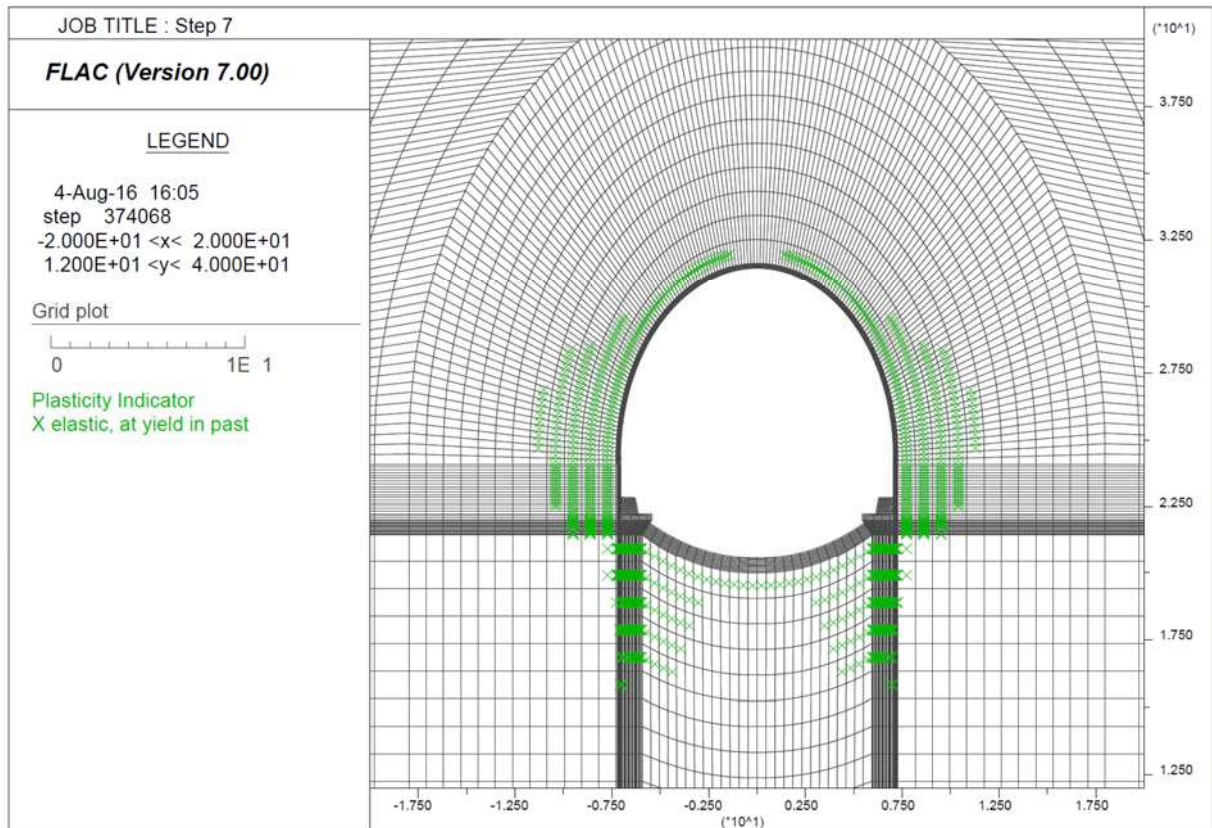 JOB TITLE : Step 7
(*10^1)
FLAC (Version 7.00)
LEGEND
4-Aug-16 16:05
step 374068
-2.000E+01 <x< 2.000E+01
1.200E+01 <y< 4.000E+01
Grid plot
0 1E 1
Plasticity Indicator
X elastic, at yield in past
3.750
3.250
2.750
2.250
1.750
1.250
-1.750 -1.250 -0.750 -0.250 0.250 0.750 1.250 1.750
(*10^1)